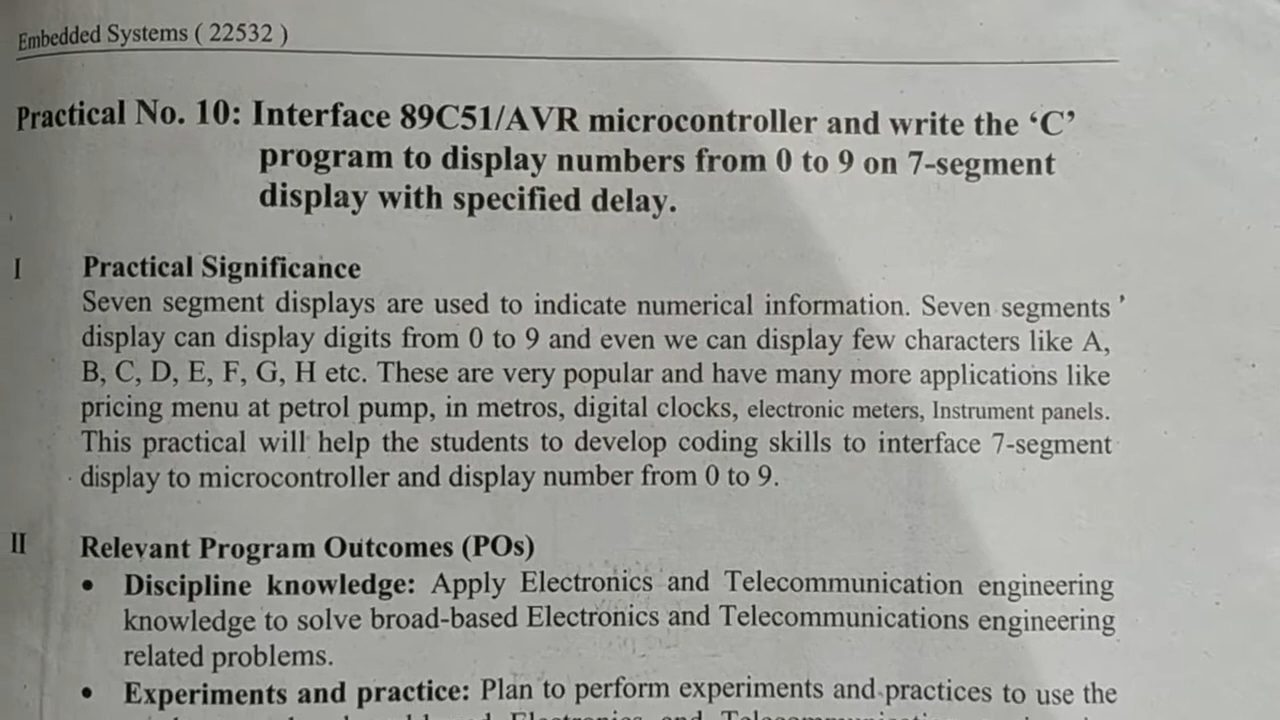 Embedded Systems ( 22532 )
Practical No. 10: Interface 89C51/AVR microcontroller and write the ‘C’
program to display numbers from 0 to 9 on 7-segment
display with specified delay.
I Practical Significance
Seven segment displays are used to indicate numerical information. Seven segments
display can display digits from 0 to 9 and even we can display few characters like A,
B, C, D, E, F, G, H etc. These are very popular and have many more applications like
pricing menu at petrol pump, in metros, digital clocks, electronic meters, Instrument panels.
This practical will help the students to develop coding skills to interface 7-segment
display to microcontroller and display number from 0 to 9.
II Relevant Program Outcomes (POs)
• Discipline knowledge: Apply Electronics and Telecommunication engineering
knowledge to solve broad-based Electronics and Telecommunications engineering
related problems.
• Experiments and practice: Plan to perform experiments and practices to use the